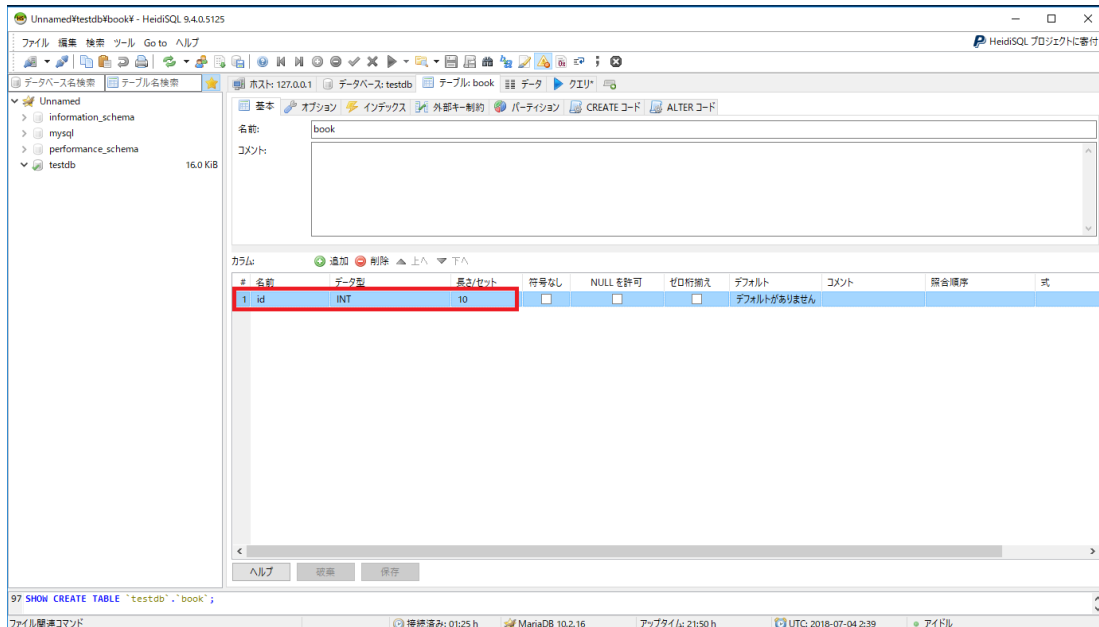 Unnamed¥testdb¥book¥ - HeidiSQL 9.4.0.5125
ファイル 編集 検索 ツール Go to ヘルプ
HeidiSQL プロジェクトに寄付
データベース名検索 テーブル名検索
ホスト: 127.0.0.1 データベース: testdb テーブル: book データ クエリ*
Unnamed
information_schema
mysql
performance_schema
testdb 16.0 KiB
基本 オプション インデックス 外部キー制約 パーティション CREATE コード ALTER コード
名前: book
コメント:
カラム: 追加 削除 上へ 下へ
# 名前 データ型 長さ/セット 符号なし NULL を許可 ゼロ桁揃え デフォルト コメント 照合順序 式
1 id INT 10 デフォルトがありません
ヘルプ 破棄 保存
97 SHOW CREATE TABLE `testdb`.`book`;
ファイル関連コマンド 接続済み: 01:25 h MariaDB 10.2.16 アップタイム: 21:50 h UTC: 2018-07-04 2:39 アイドル